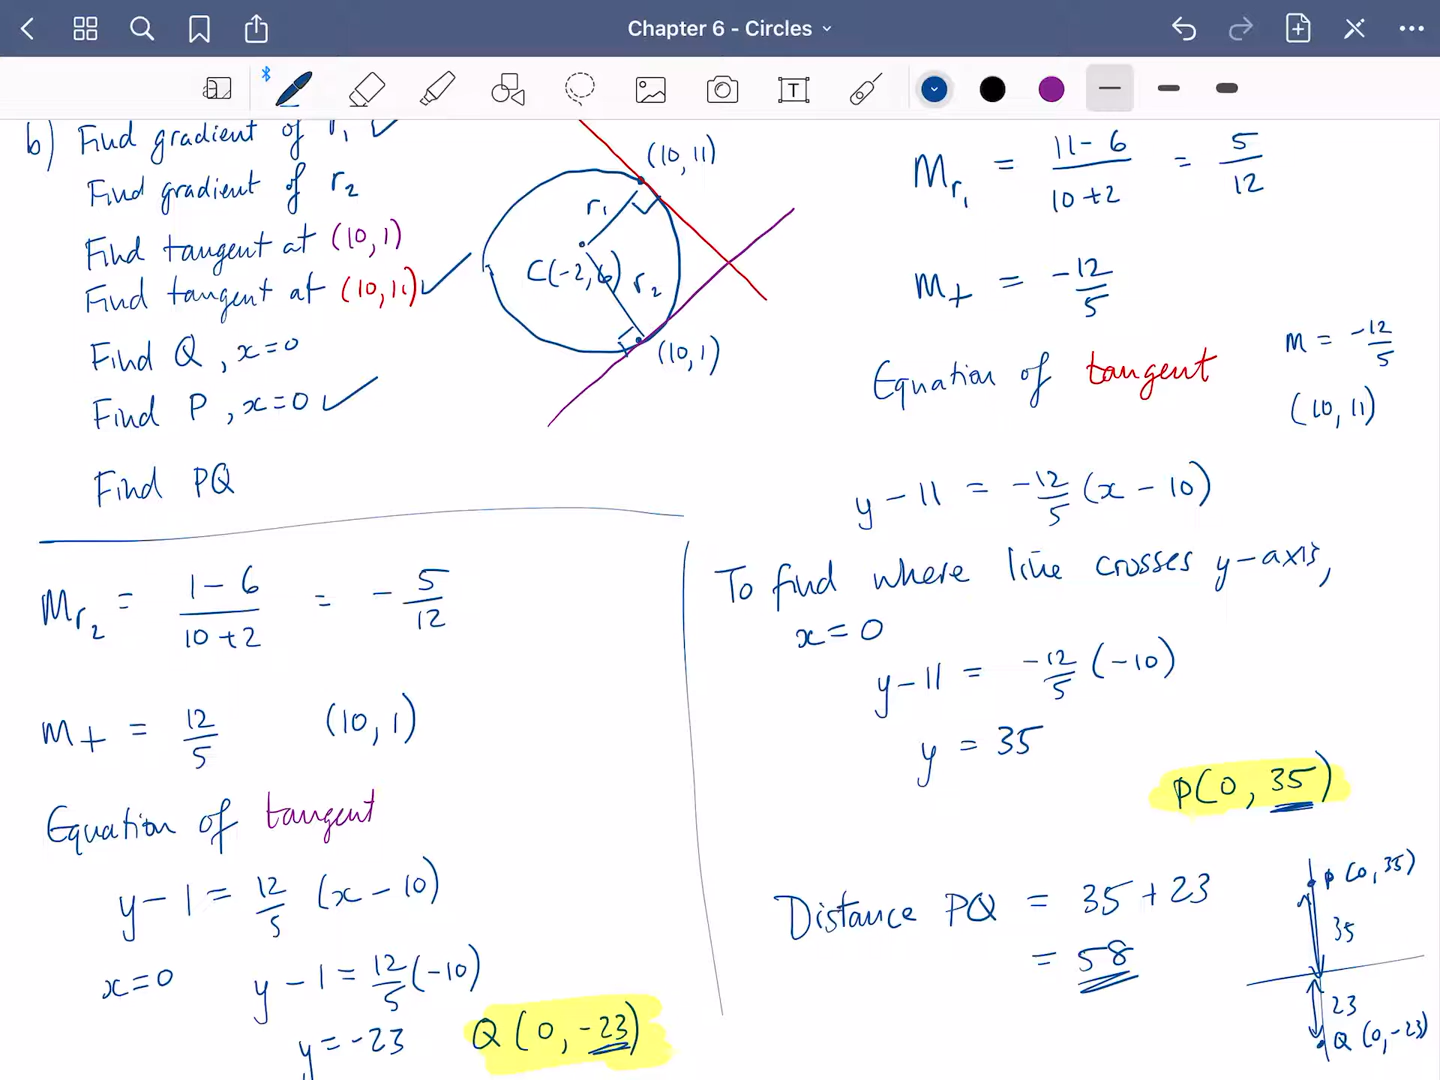 Chapter 6 - Circles
b) Find gradient of r₁ ✓
Find gradient of r₂
Find tangent at (10, 1)
Find tangent at (10, 11) ✓
Find Q, x=0
Find P, x=0 ✓
Find PQ
(10, 11)
r₁
C(-2, 6)
r₂
(10, 1)
Mr₁ = (11-6)/(10+2) = 5/12
m₊ = -12/5
Equation of tangent
m = -12/5
(10, 11)
y - 11 = -12/5 (x - 10)
To find where line crosses y-axis,
x = 0
y - 11 = -12/5 (-10)
y = 35
P(0, 35)
Mr₂ = (1-6)/(10+2) = -5/12
m₊ = 12/5 (10, 1)
Equation of tangent
y - 1 = 12/5 (x - 10)
x = 0 y - 1 = 12/5 (-10)
y = -23
Q (0, -23)
Distance PQ = 35 + 23
= 58
P (0, 35)
35
23
Q (0, -23)